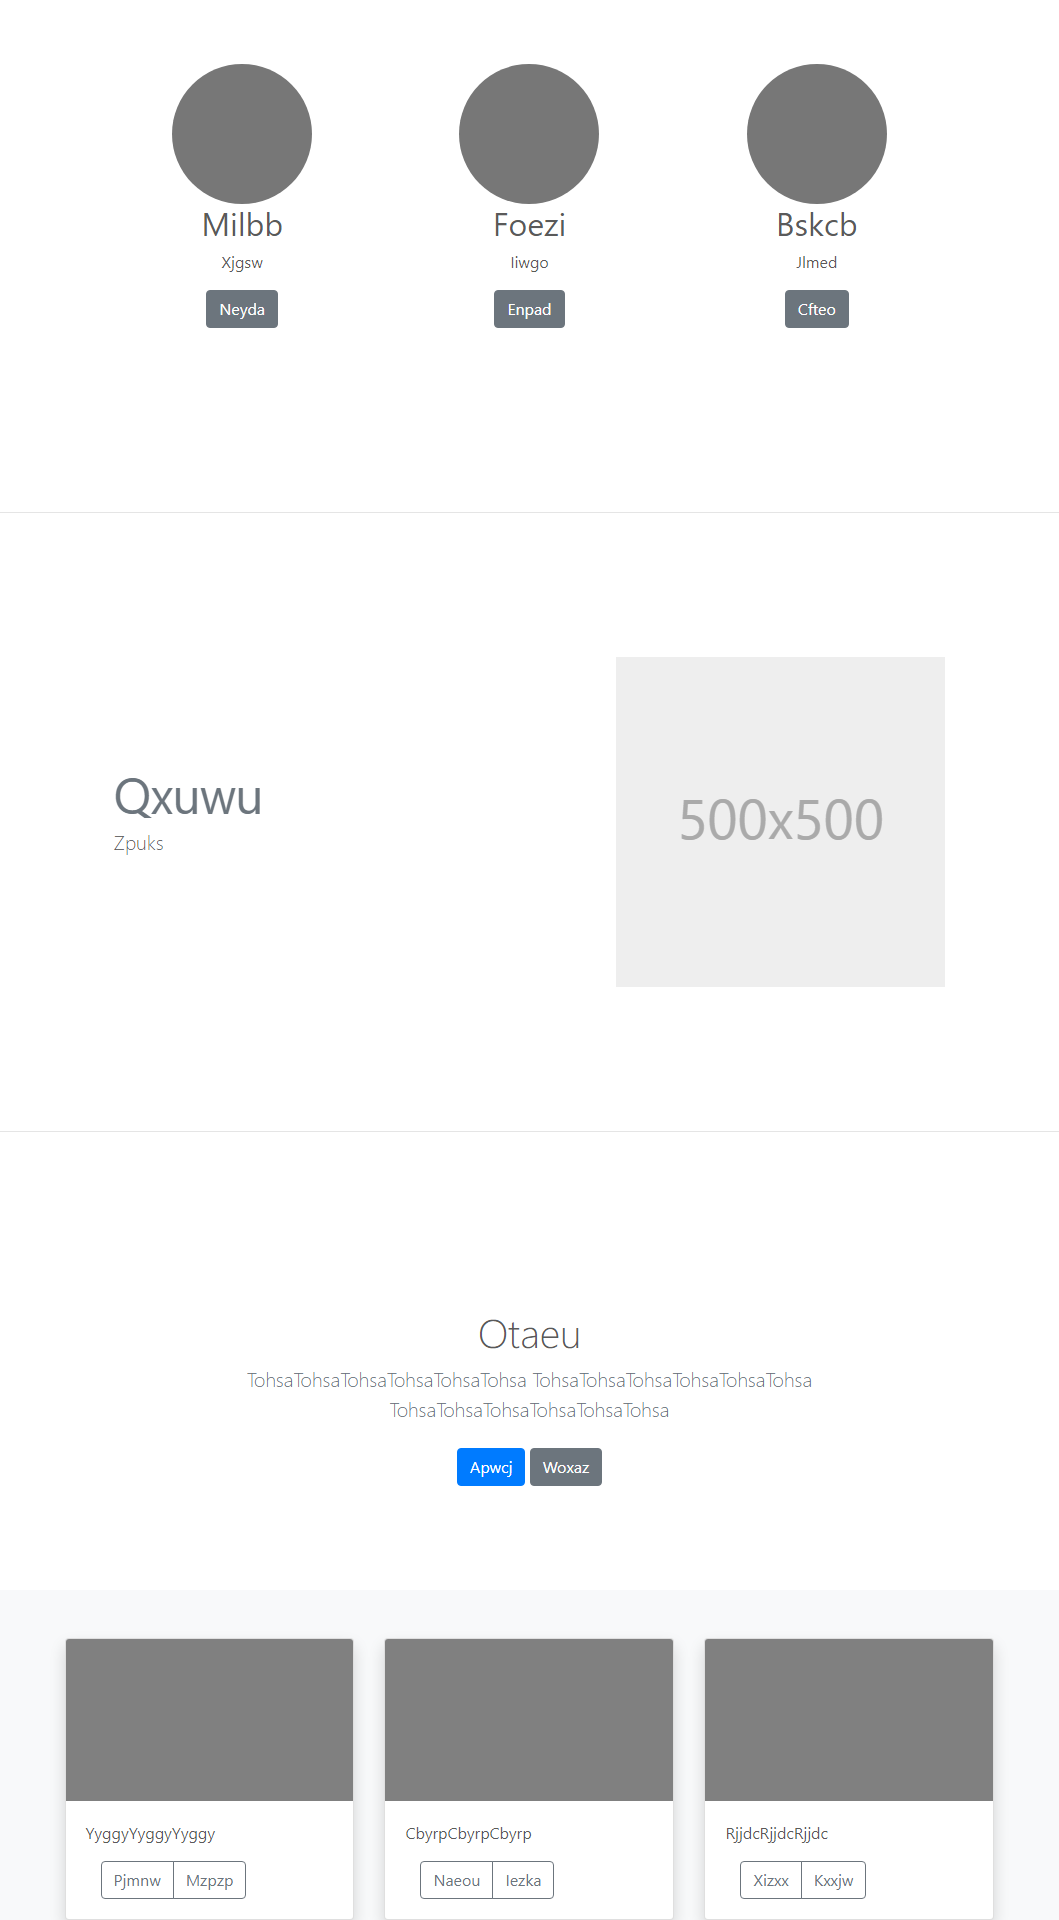 Milbb
Foezi
Bskcb
Xjgsw
Iiwgo
Jlmed
Neyda
Enpad
Cfteo
Qxuwu
Zpuks
500x500
Otaeu
TohsaTohsaTohsaTohsaTohsaTohsa TohsaTohsaTohsaTohsaTohsaTohsa
TohsaTohsaTohsaTohsaTohsaTohsa
Apwcj Woxaz
YyggyYyggyYyggy
CbyrpCbyrpCbyrp
RjjdcRjjdcRjjdc
Pjmnw Mzpzp
Naeou Iezka
Xizxx Kxxjw